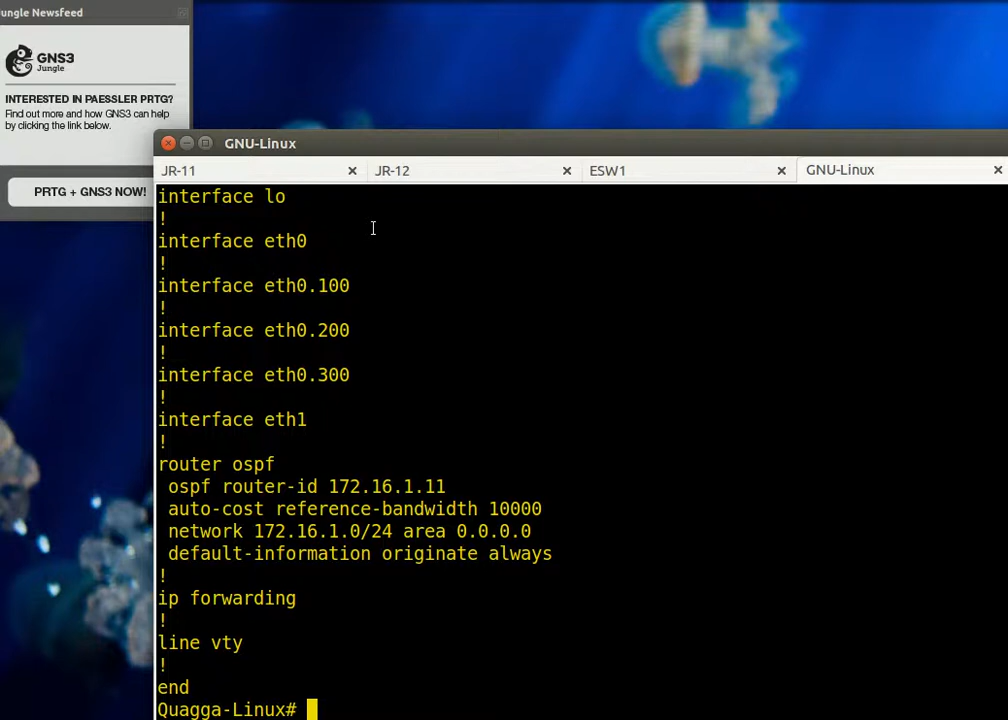 ungle Newsfeed
GNS3
Jungle
INTERESTED IN PAESSLER PRTG?
Find out more and how GNS3 can help
by clicking the link below.
PRTG + GNS3 NOW!
GNU-Linux
JR-11
JR-12
ESW1
GNU-Linux
interface lo
!
interface eth0
!
interface eth0.100
!
interface eth0.200
!
interface eth0.300
!
interface eth1
!
router ospf
 ospf router-id 172.16.1.11
 auto-cost reference-bandwidth 10000
 network 172.16.1.0/24 area 0.0.0.0
 default-information originate always
!
ip forwarding
!
line vty
!
end
Quagga-Linux#